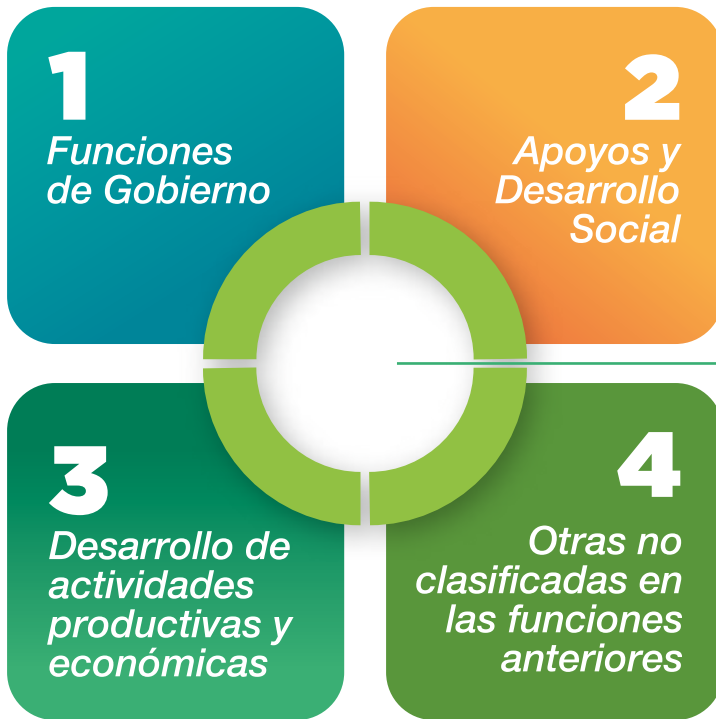 1
Funciones
de Gobierno
2
Apoyos y
Desarrollo
Social
3
Desarrollo de
actividades
productivas y
económicas
4
Otras no
clasificadas en
las funciones
anteriores